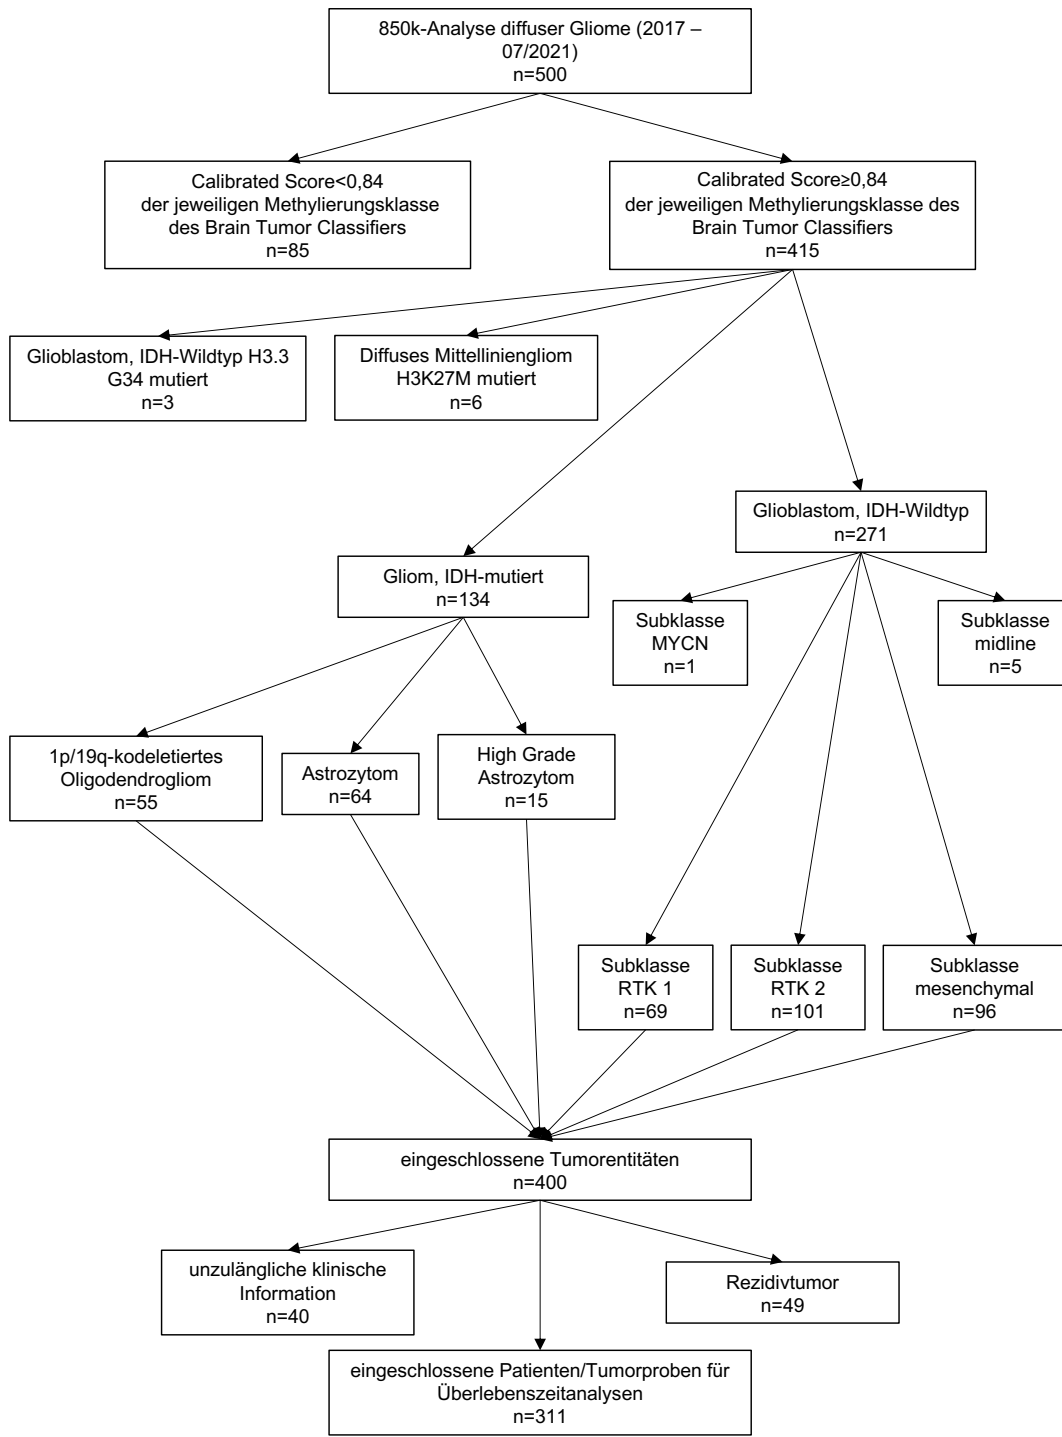 850k-Analyse diffuser Gliome (2017 –
07/2021)
n=500
Calibrated Score<0,84
der jeweiligen Methylierungsklasse
des Brain Tumor Classifiers
n=85
Calibrated Score≥0,84
der jeweiligen Methylierungsklasse des
Brain Tumor Classifiers
n=415
Glioblastom, IDH-Wildtyp H3.3
G34 mutiert
n=3
Diffuses Mittelliniengliom
H3K27M mutiert
n=6
Glioblastom, IDH-Wildtyp
n=271
Gliom, IDH-mutiert
n=134
Subklasse
MYCN
n=1
Subklasse
midline
n=5
1p/19q-kodeletiertes
Oligodendrogliom
n=55
Astrozytom
n=64
High Grade
Astrozytom
n=15
Subklasse
RTK 1
n=69
Subklasse
RTK 2
n=101
Subklasse
mesenchymal
n=96
eingeschlossene Tumorentitäten
n=400
unzulängliche klinische
Information
n=40
Rezidivtumor
n=49
eingeschlossene Patienten/Tumorproben für
Überlebenszeitanalysen
n=311